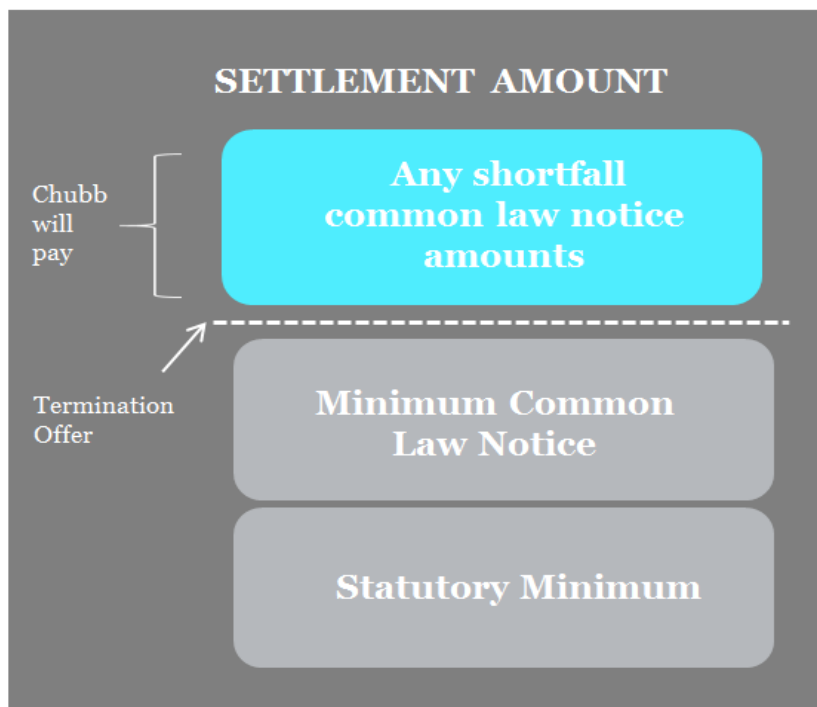 SETTLEMENT AMOUNT
Any shortfall
common law notice
amounts
Chubb
will
pay
Termination
Offer
Minimum Common
Law Notice
Statutory Minimum